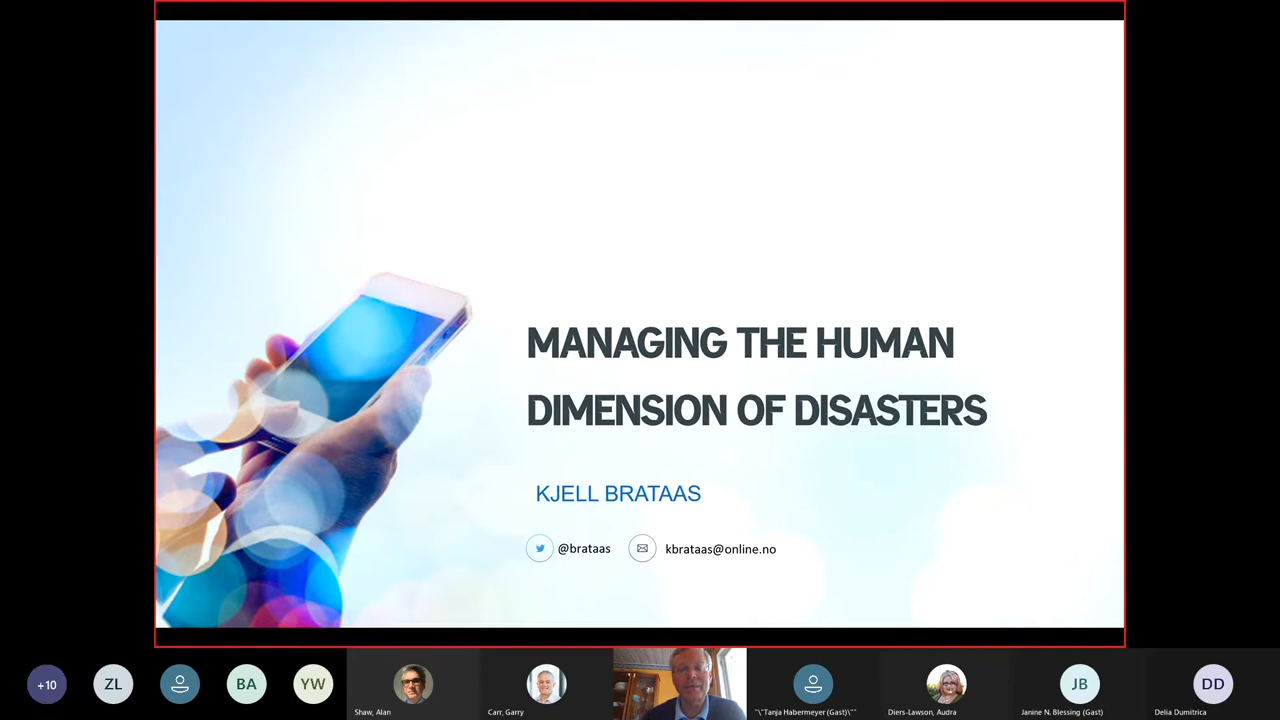 MANAGING THE HUMAN
DIMENSION OF DISASTERS
KJELL BRATAAS
@brataas
kbrataas@online.no
+10
ZL
BA
YW
Shaw, Alan
Carr, Garry
"\"Tanja Habermeyer (Gast)\""
Diers-Lawson, Audra
JB
Janine N. Blessing (Gast)
DD
Delia Dumitrica